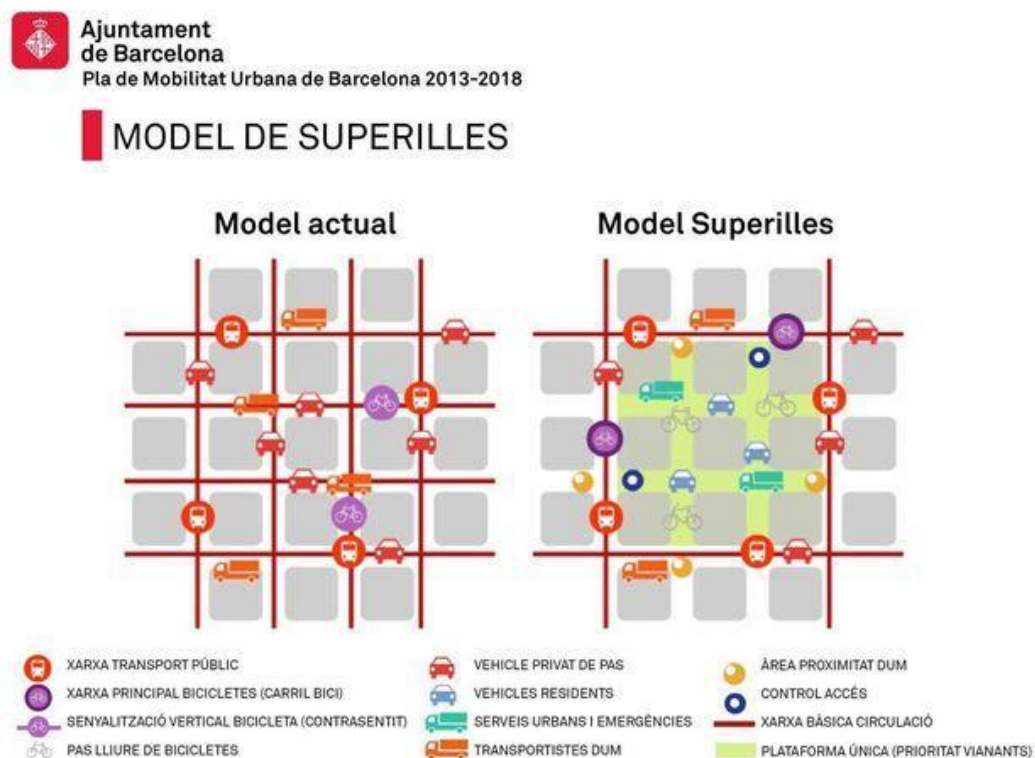 Ajuntament
de Barcelona
Pla de Mobilitat Urbana de Barcelona 2013-2018
MODEL DE SUPERILLES
Model actual
Model Superilles
XARXA TRANSPORT PÚBLIC
XARXA PRINCIPAL BICICLETES (CARRIL BICI)
SENYALITZACIÓ VERTICAL BICICLETA (CONTRASENTIT)
PAS LLIURE DE BICICLETES
VEHICLE PRIVAT DE PAS
VEHICLES RESIDENTS
SERVEIS URBANS I EMERGÈNCIES
TRANSPORTISTES DUM
ÀREA PROXIMITAT DUM
CONTROL ACCÉS
XARXA BÀSICA CIRCULACIÓ
PLATAFORMA ÚNICA (PRIORITAT VIANANTS)